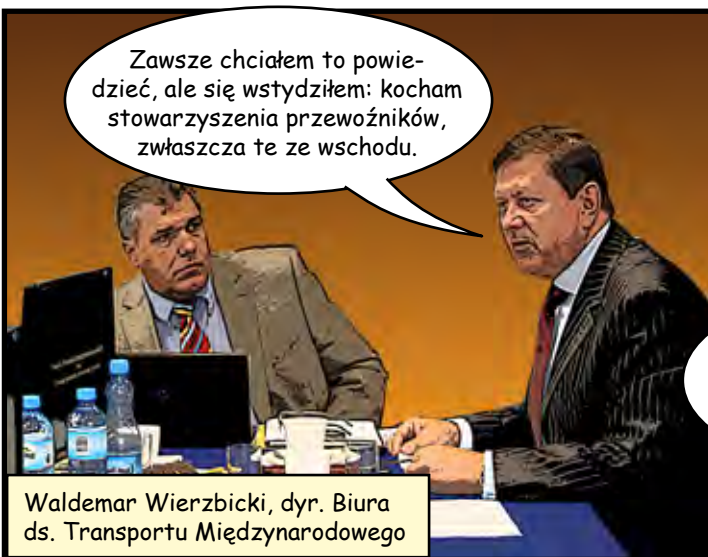 Zawsze chciałem to powie-
dzieć, ale się wstydziłem: kocham
stowarzyszenia przewoźników,
zwłaszcza te ze wschodu.
Waldemar Wierzbicki, dyr. Biura
ds. Transportu Międzynarodowego